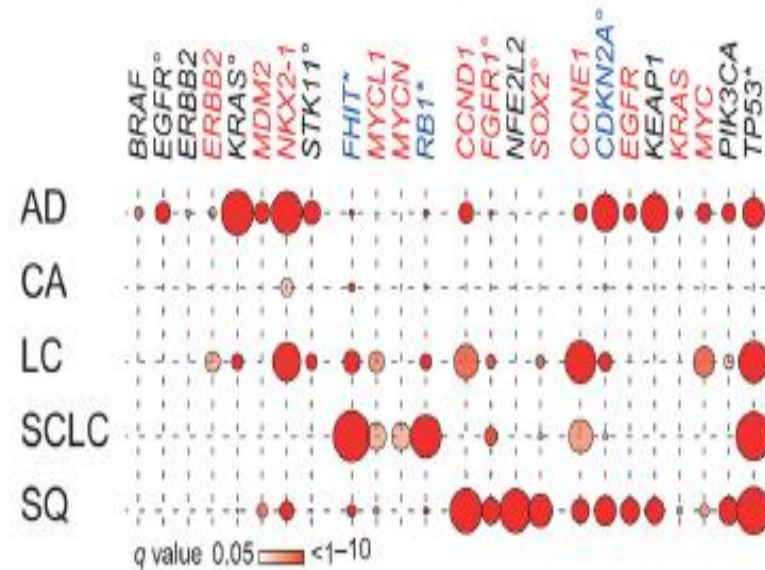 BRAF
EGFR°
ERBB2
ERBB2
KRAS°
MDM2
NKX2-1
STK11°
FHIT*
MYCL1
MYCN
RB1*
CCND1
FGFR1°
NFE2L2
SOX2°
CCNE1
CDKN2A°
EGFR
KEAP1
KRAS
MYC
PIK3CA
TP53*
AD
CA
LC
SCLC
SQ
q value 0.05 <1–10